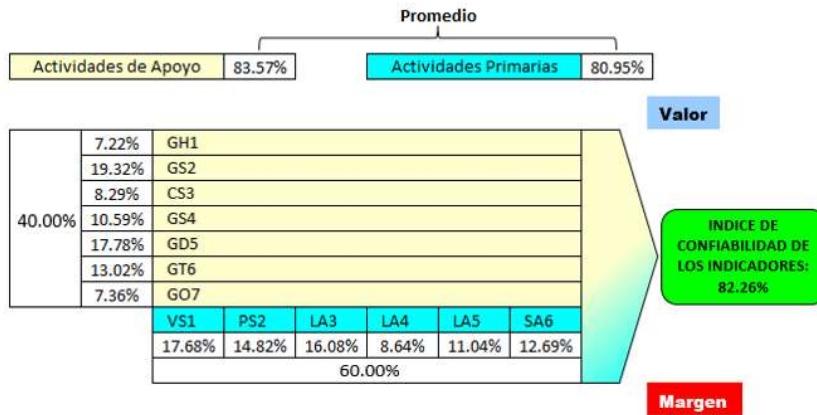 Promedio
Actividades de Apoyo 83.57% Actividades Primarias 80.95%
Valor
40.00%
7.22% GH1
19.32% GS2
8.29% CS3
10.59% GS4
17.78% GD5
13.02% GT6
7.36% GO7
VS1 PS2 LA3 LA4 LA5 SA6
17.68% 14.82% 16.08% 8.64% 11.04% 12.69%
60.00%
INDICE DE
CONFIABILIDAD DE
LOS INDICADORES:
82.26%
Margen